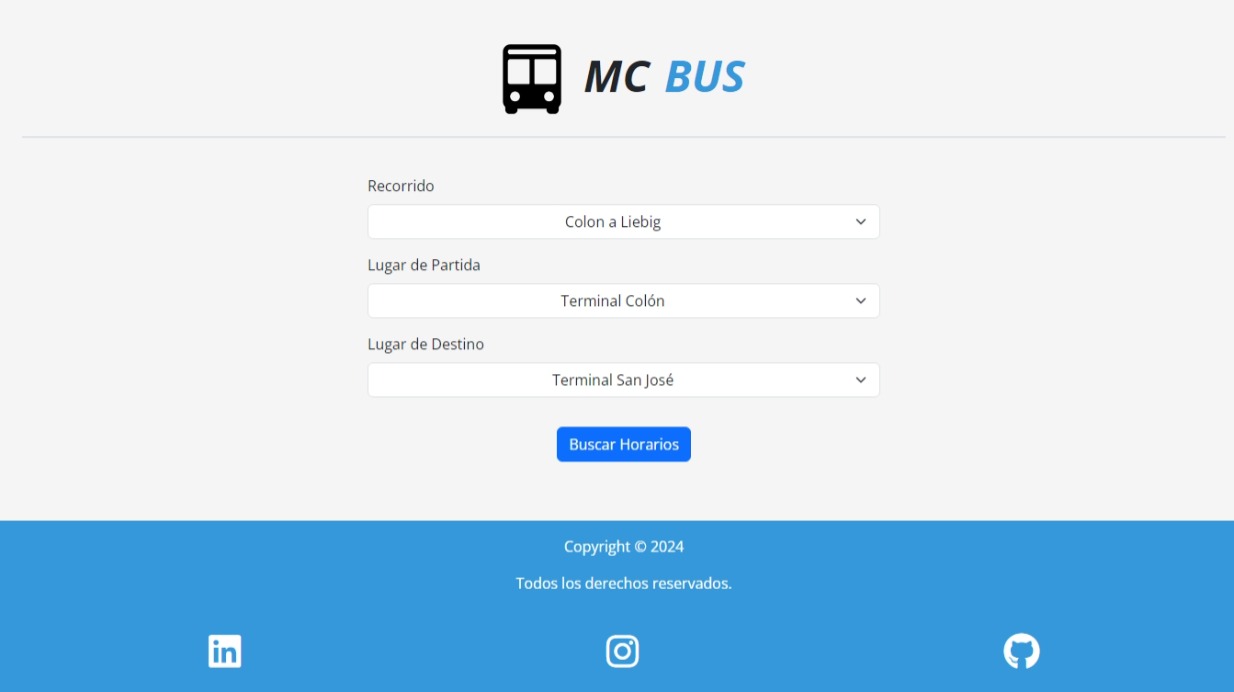 MC BUS
Recorrido
Colon a Liebig
Lugar de Partida
Terminal Colón
Lugar de Destino
Terminal San José
Buscar Horarios
Copyright © 2024
Todos los derechos reservados.
in